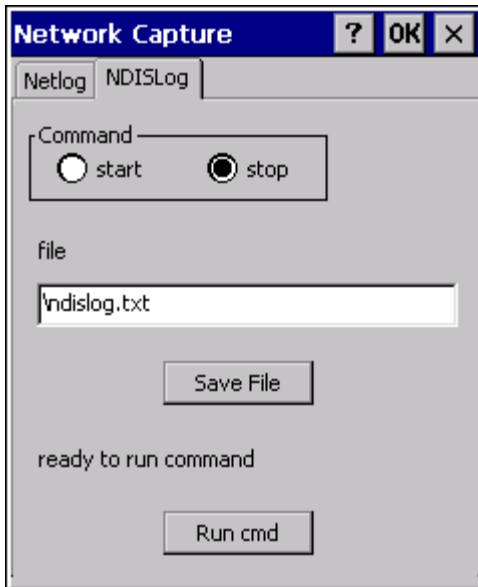 Network Capture ? OK ×
Netlog NDISLog
Command
start stop
file
\ndislog.txt
Save File
ready to run command
Run cmd